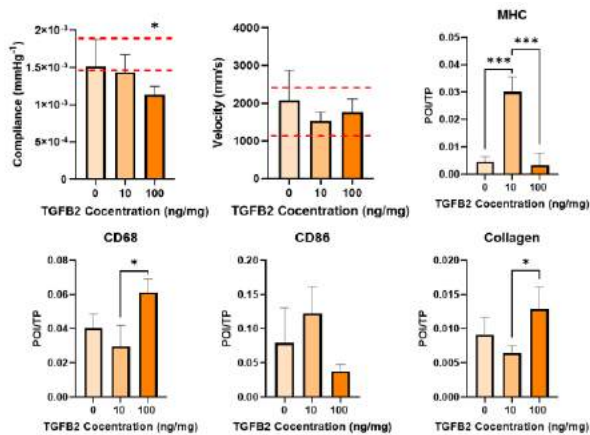 Compliance (mmHg⁻¹)
2×10⁻³
1.5×10⁻³
1×10⁻³
5×10⁻⁴
0
*
0 10 100
TGFB2 Cocentration (ng/mg)
Velocity (mm/s)
4000
3000
2000
1000
0
0 10 100
TGFB2 Cocentration (ng/mg)
MHC
POI/TP
0.05
0.04
0.03
0.02
0.01
0.00
*** ***
0 10 100
TGFB2 Cocentration (ng/mg)
CD68
POI/TP
0.08
0.06
0.04
0.02
0.00
*
0 10 100
TGFB2 Cocentration (ng/mg)
CD86
POI/TP
0.20
0.15
0.10
0.05
0.00
0 10 100
TGFB2 Cocentration (ng/mg)
Collagen
POI/TP
0.020
0.015
0.010
0.005
0.000
*
0 10 100
TGFB2 Cocentration (ng/mg)